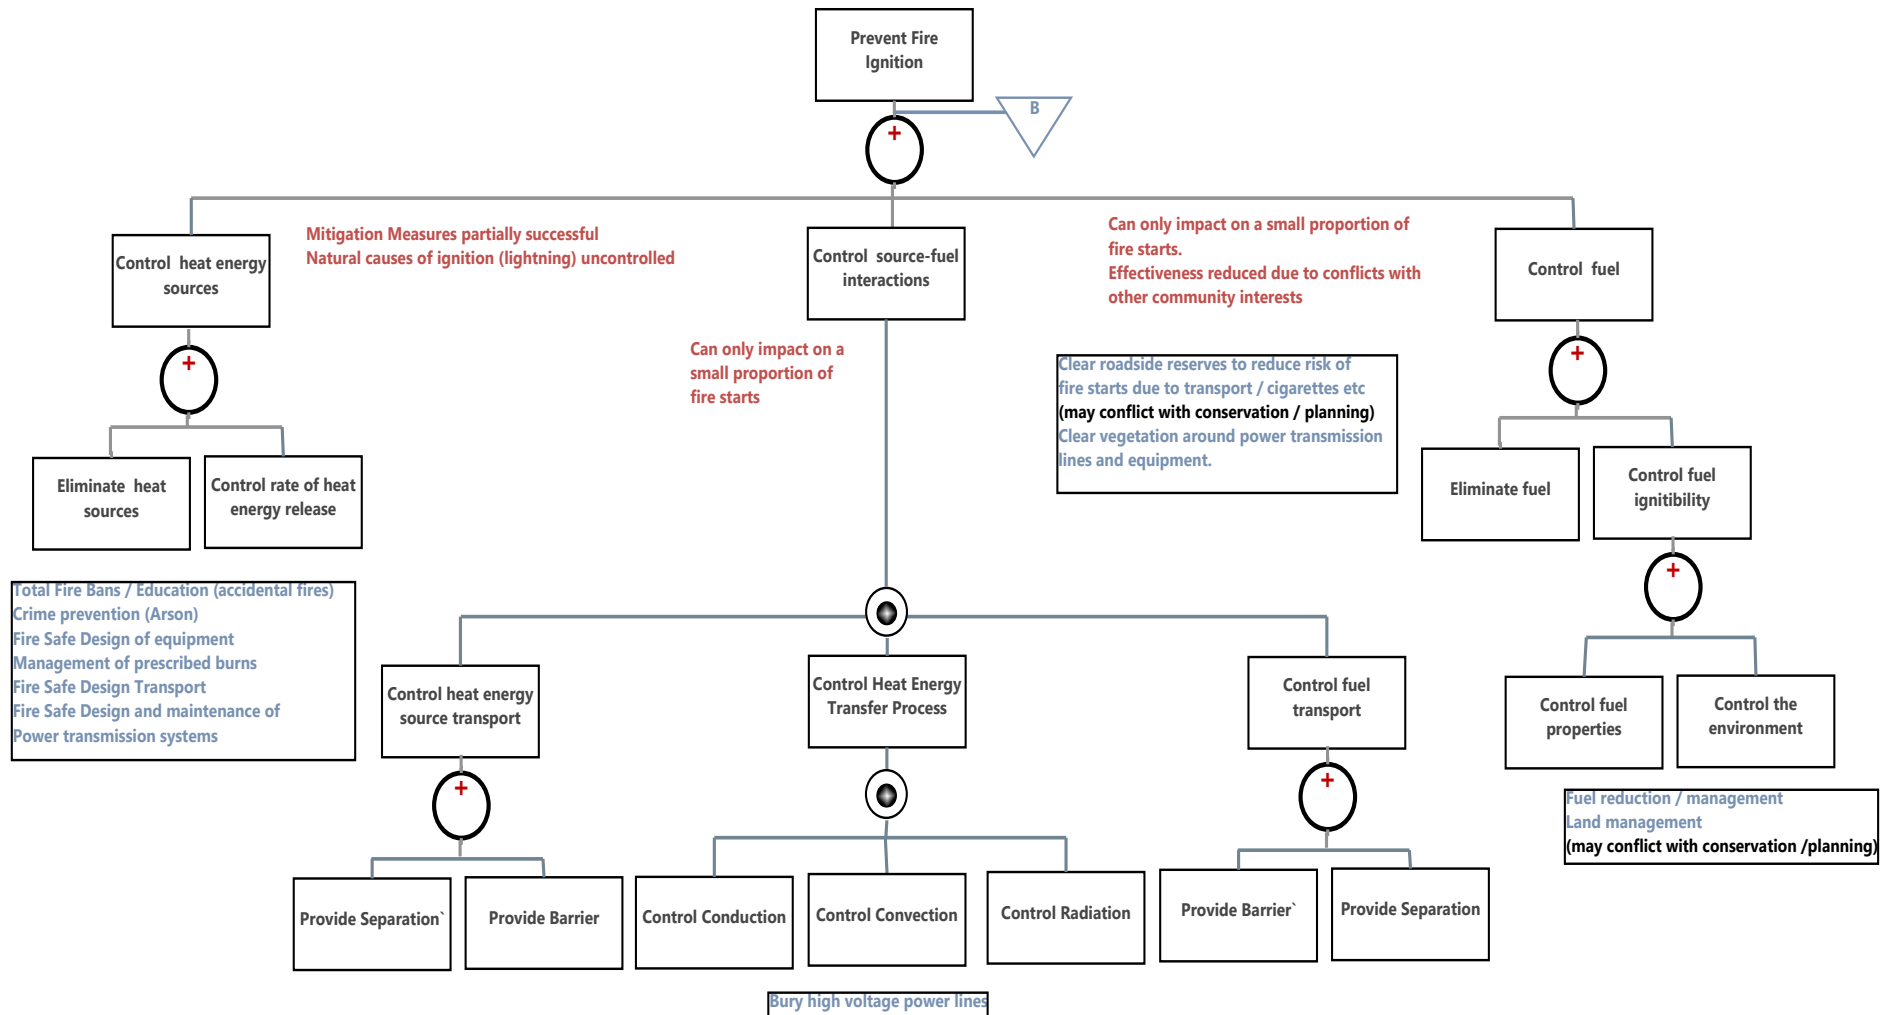 Prevent Fire
Ignition
B
+
Mitigation Measures partially successful
Natural causes of ignition (lightning) uncontrolled
Can only impact on a small proportion of
fire starts.
Effectiveness reduced due to conflicts with
other community interests
Control heat energy
sources
Control source-fuel
interactions
Control fuel
+
Can only impact on a
small proportion of
fire starts
Clear roadside reserves to reduce risk of
fire starts due to transport / cigarettes etc
(may conflict with conservation / planning)
Clear vegetation around power transmission
lines and equipment.
+
Eliminate heat
sources
Control rate of heat
energy release
Eliminate fuel
Control fuel
ignitibility
+
Total Fire Bans / Education (accidental fires)
Crime prevention (Arson)
Fire Safe Design of equipment
Management of prescribed burns
Fire Safe Design Transport
Fire Safe Design and maintenance of
Power transmission systems
Control heat energy
source transport
Control Heat Energy
Transfer Process
Control fuel
transport
Control fuel
properties
Control the
environment
+
+
Fuel reduction / management
Land management
(may conflict with conservation /planning)
Provide Separation`
Provide Barrier
Control Conduction
Control Convection
Control Radiation
Provide Barrier`
Provide Separation
Bury high voltage power lines